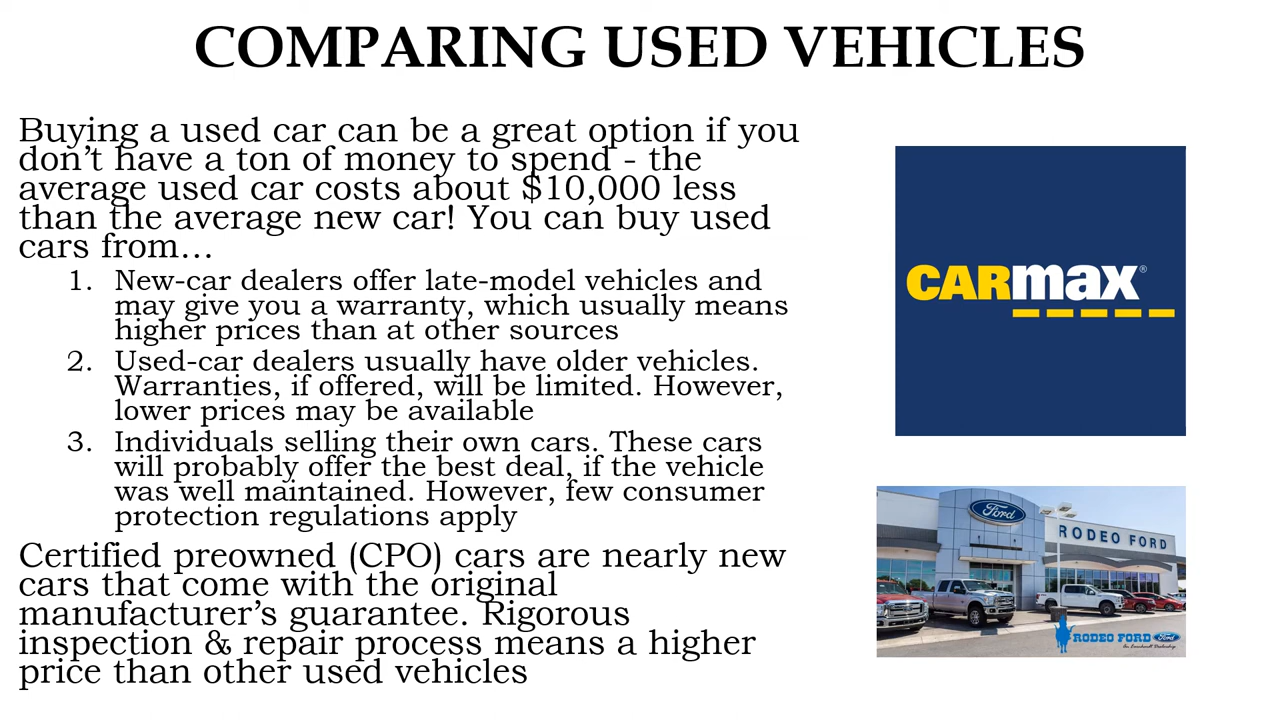 COMPARING USED VEHICLES
Buying a used car can be a great option if you
don't have a ton of money to spend - the
average used car costs about $10,000 less
than the average new car! You can buy used
cars from…
1. New-car dealers offer late-model vehicles and
may give you a warranty, which usually means
higher prices than at other sources
2. Used-car dealers usually have older vehicles.
Warranties, if offered, will be limited. However,
lower prices may be available
3. Individuals selling their own cars. These cars
will probably offer the best deal, if the vehicle
was well maintained. However, few consumer
protection regulations apply
Certified preowned (CPO) cars are nearly new
cars that come with the original
manufacturer's guarantee. Rigorous
inspection & repair process means a higher
price than other used vehicles
CARMAX®
Ford
RODEO FORD
RODEO FORD Ford